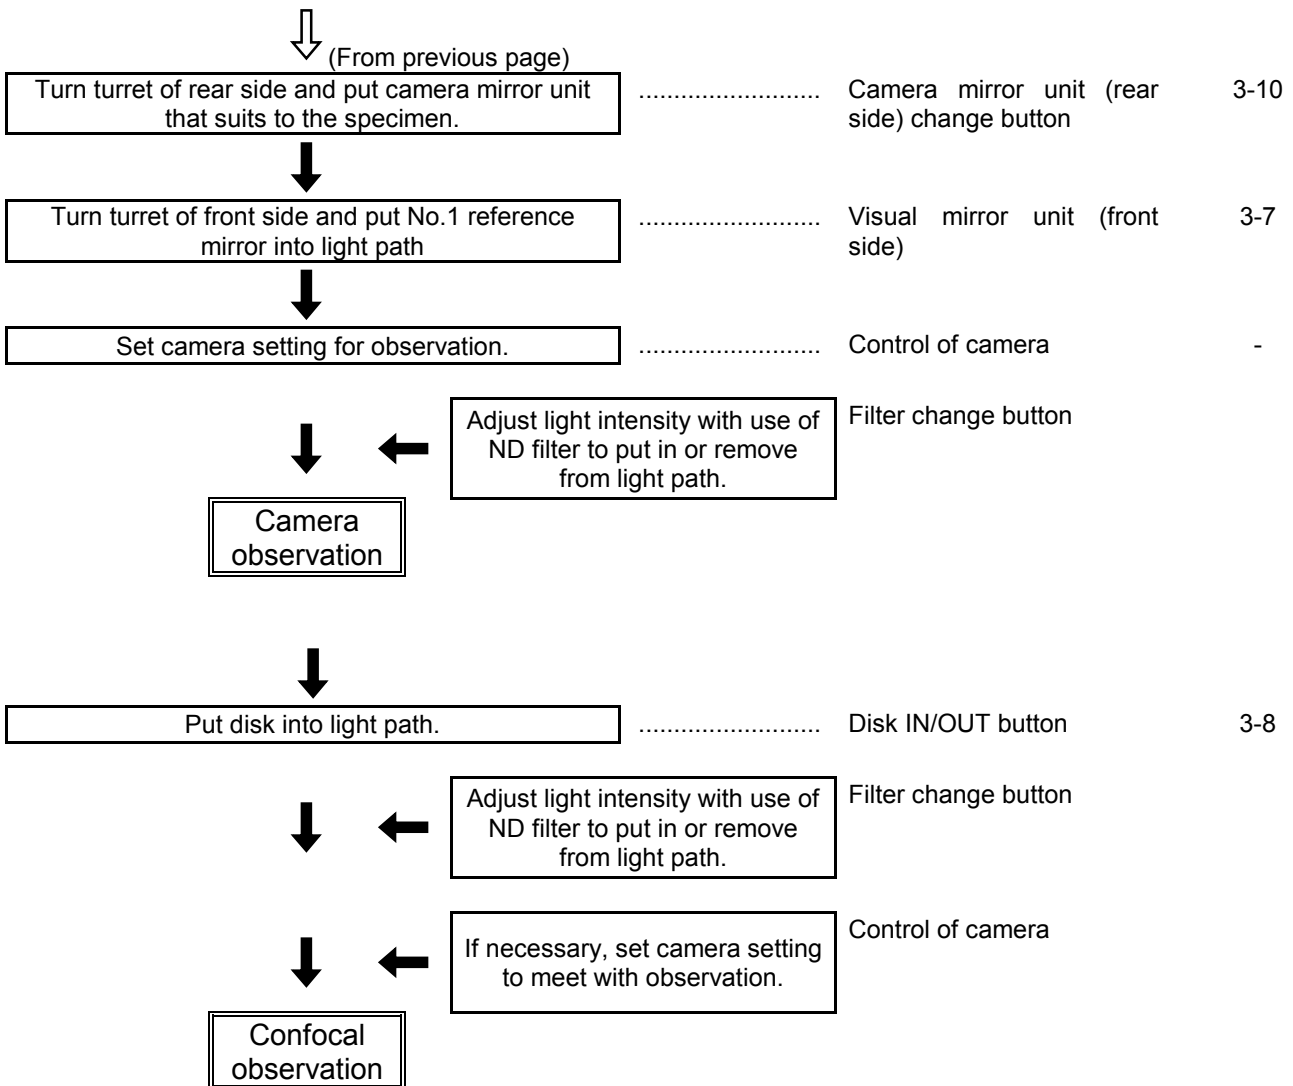 (From previous page)
Turn turret of rear side and put camera mirror unit
that suits to the specimen.
.......................... Camera mirror unit (rear 3-10
side) change button
Turn turret of front side and put No.1 reference
mirror into light path
.......................... Visual mirror unit (front 3-7
side)
Set camera setting for observation. .......................... Control of camera -
Adjust light intensity with use of
ND filter to put in or remove
from light path.
Filter change button
Camera
observation
Put disk into light path. .......................... Disk IN/OUT button 3-8
Adjust light intensity with use of
ND filter to put in or remove
from light path.
Filter change button
If necessary, set camera setting
to meet with observation.
Control of camera
Confocal
observation